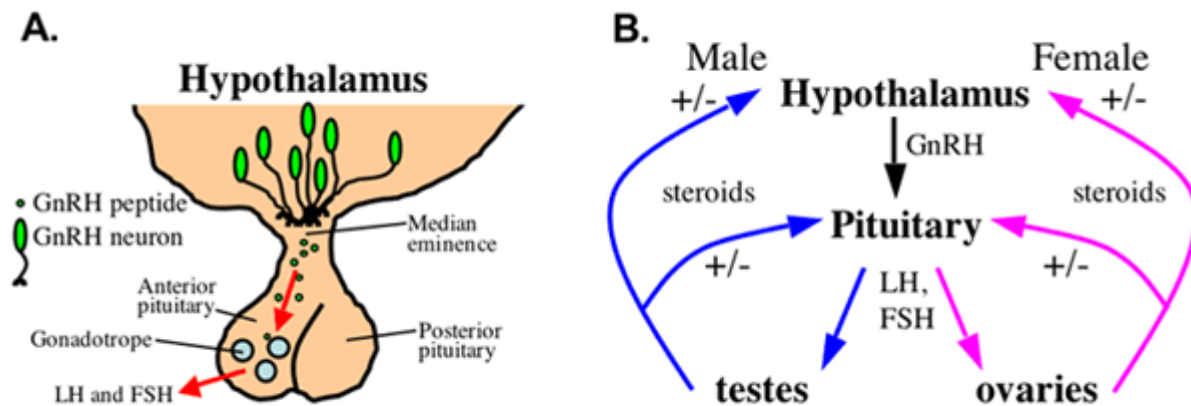 A.
Hypothalamus
GnRH peptide
GnRH neuron
Median
eminence
Anterior
pituitary
Gonadotrope
Posterior
pituitary
LH and FSH
B.
Male
Female
+/-
Hypothalamus
+/-
GnRH
steroids
steroids
Pituitary
+/-
+/-
LH,
FSH
testes
ovaries